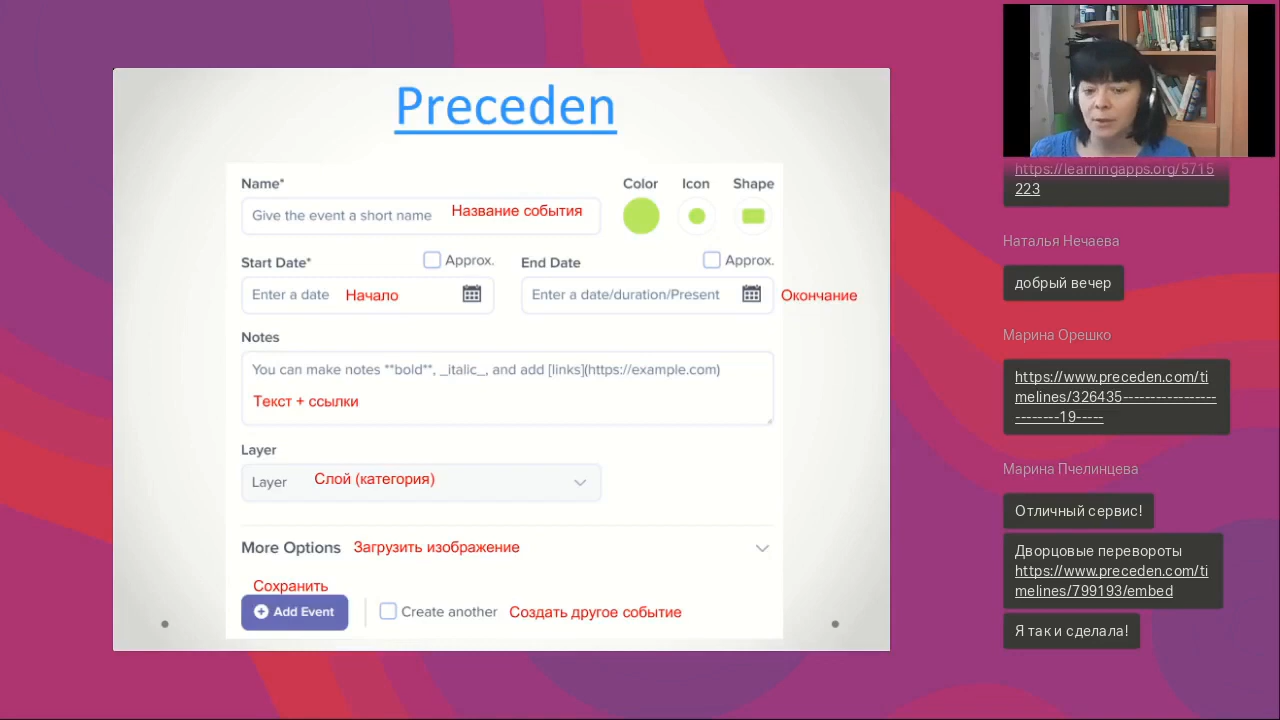 Preceden
Name*
Color Icon Shape
Give the event a short name Название события
Start Date* Approx. End Date Approx.
Enter a date Начало Enter a date/duration/Present Окончание
Notes
You can make notes **bold**, _italic_, and add [links](https://example.com)
Текст + ссылки
Layer
Layer Слой (категория)
More Options Загрузить изображение
Сохранить
Add Event Create another Создать другое событие
https://learningapps.org/5715
223
Наталья Нечаева
добрый вечер
Марина Орешко
https://www.preceden.com/ti
melines/326435-----------------
--------19-----
Марина Пчелинцева
Отличный сервис!
Дворцовые перевороты
https://www.preceden.com/ti
melines/799193/embed
Я так и сделала!